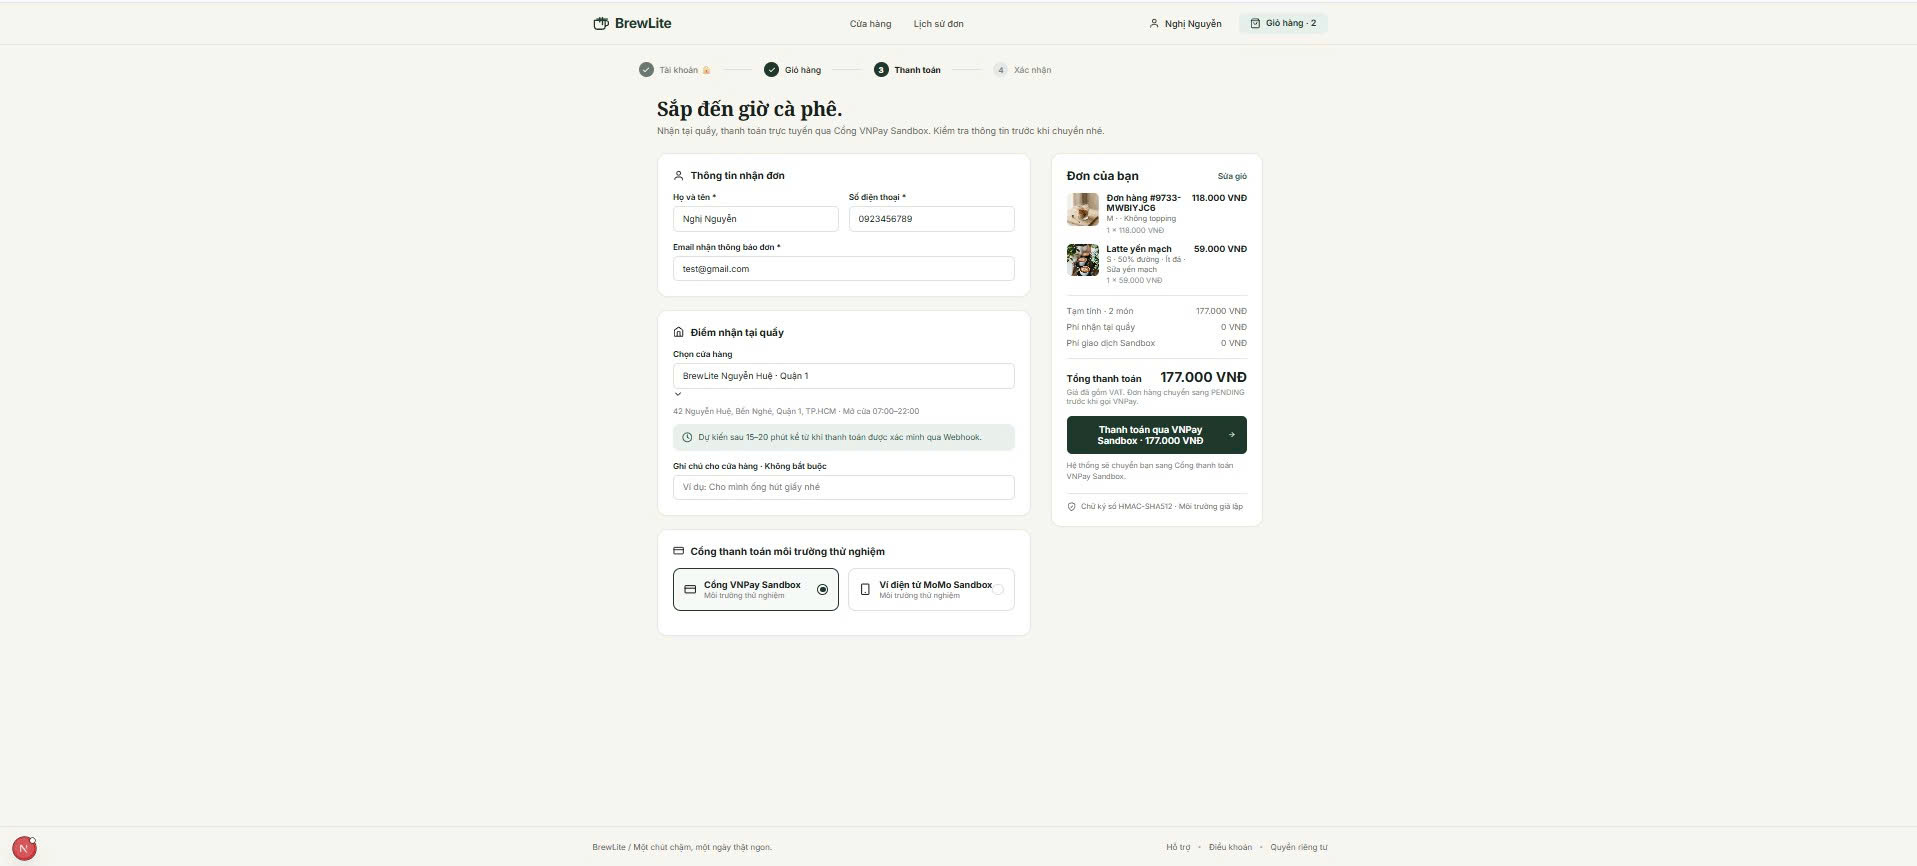 BrewLite
Cửa hàng
Lịch sử đơn
Nghị Nguyễn
Giỏ hàng · 2
Tài khoản
Giỏ hàng
3 Thanh toán
4 Xác nhận
Sắp đến giờ cà phê.
Nhận tại quầy, thanh toán trực tuyến qua Cổng VNPay Sandbox. Kiểm tra thông tin trước khi chuyển nhé.
Thông tin nhận đơn
Họ và tên *
Số điện thoại *
Nghị Nguyễn
0923456789
Email nhận thông báo đơn *
test@gmail.com
Điểm nhận tại quầy
Chọn cửa hàng
BrewLite Nguyễn Huệ · Quận 1
42 Nguyễn Huệ, Bến Nghé, Quận 1, TP.HCM · Mở cửa 07:00–22:00
Dự kiến sau 15–20 phút kể từ khi thanh toán được xác minh qua Webhook.
Ghi chú cho cửa hàng · Không bắt buộc
Ví dụ: Cho mình ống hút giấy nhé
Cổng thanh toán môi trường thử nghiệm
Cổng VNPay Sandbox
Môi trường thử nghiệm
Ví điện tử MoMo Sandbox
Môi trường thử nghiệm
Đơn của bạn
Sửa giỏ
Đơn hàng #9733-
MWBIYJC6
118.000 VNĐ
M · · Không topping
1 × 118.000 VNĐ
Latte yến mạch
59.000 VNĐ
S · 50% đường · Ít đá ·
Sữa yến mạch
1 × 59.000 VNĐ
Tạm tính · 2 món
177.000 VNĐ
Phí nhận tại quầy
0 VNĐ
Phí giao dịch Sandbox
0 VNĐ
Tổng thanh toán
177.000 VNĐ
Giá đã gồm VAT. Đơn hàng chuyển sang PENDING
trước khi gọi VNPay.
Thanh toán qua VNPay
Sandbox · 177.000 VNĐ
Hệ thống sẽ chuyển bạn sang Cổng thanh toán
VNPay Sandbox.
Chữ ký số HMAC-SHA512 · Môi trường giả lập
N
BrewLite / Một chút chậm, một ngày thật ngon.
Hỗ trợ · Điều khoản · Quyền riêng tư